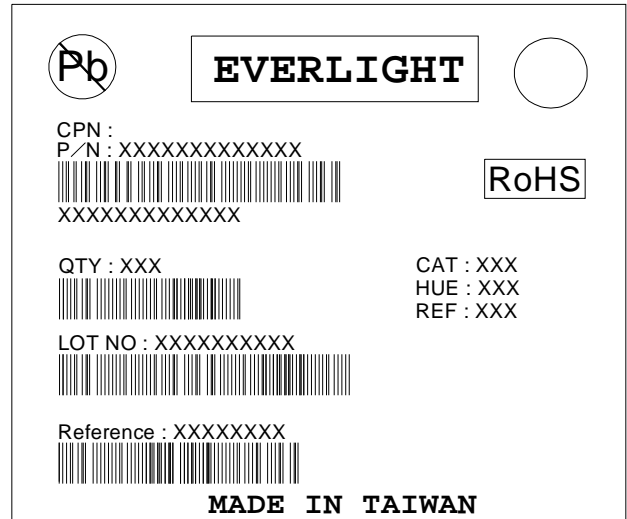 Pb
EVERLIGHT
CPN :
P/N : XXXXXXXXXXXXX
RoHS
XXXXXXXXXXXXX
QTY : XXX
CAT : XXX
HUE : XXX
REF : XXX
LOT NO : XXXXXXXXXX
Reference : XXXXXXXX
MADE IN TAIWAN